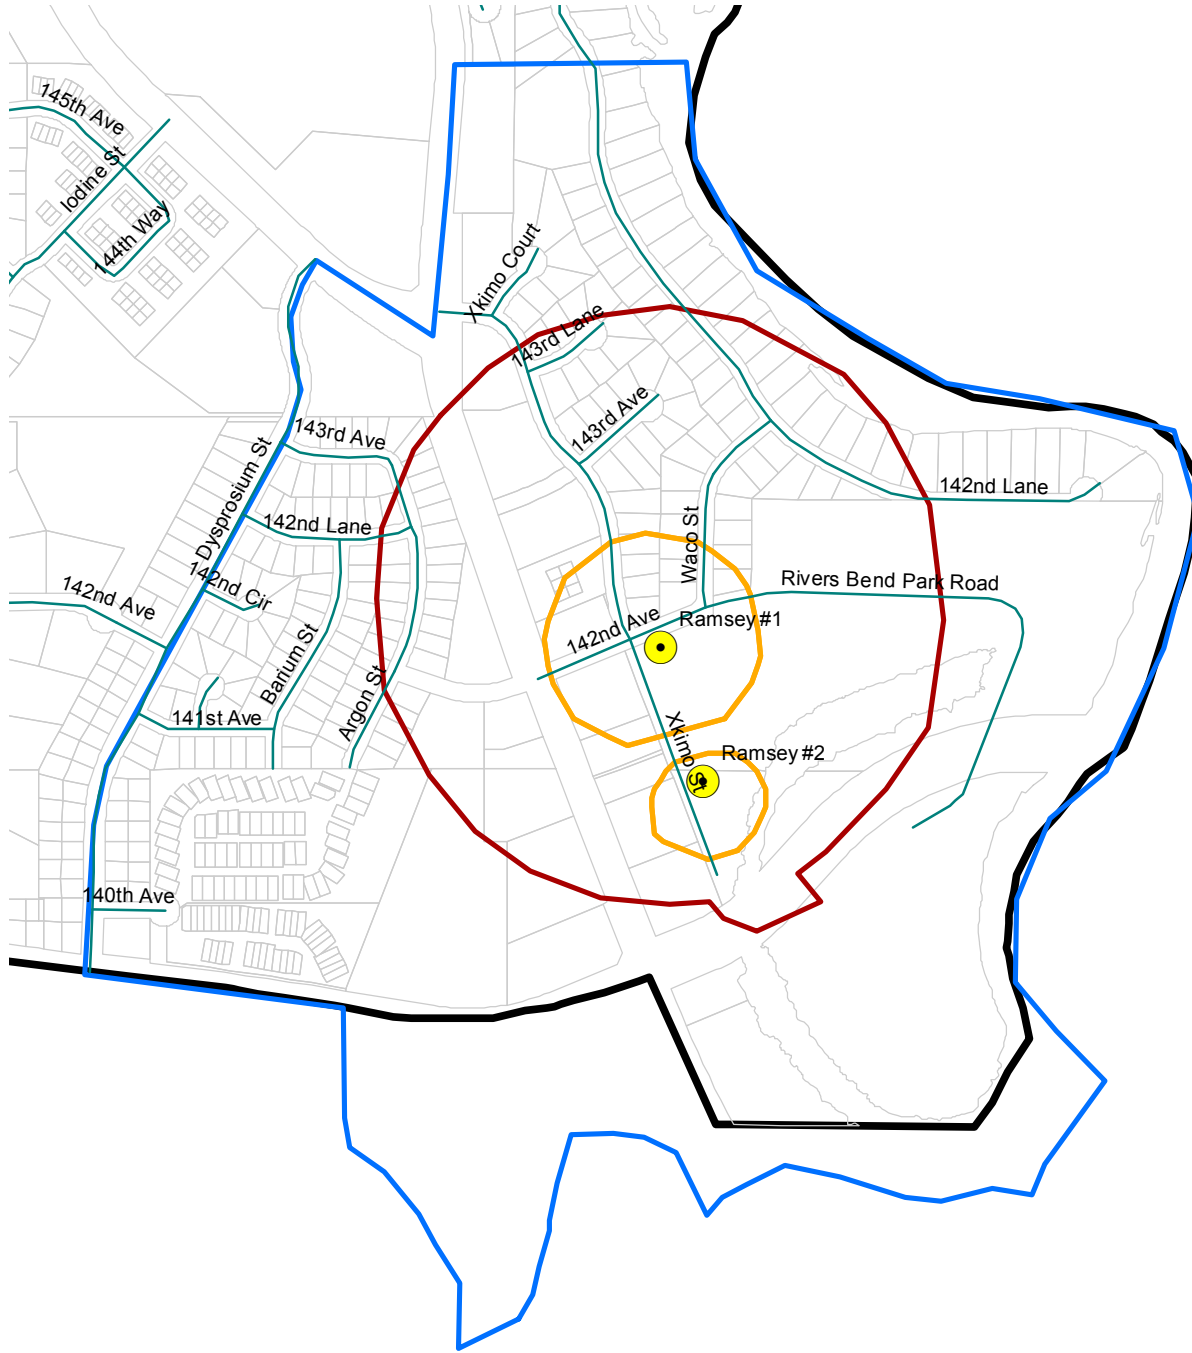 145th Ave
Iodine St
144th Way
Xkimo Court
143rd Lane
143rd Ave
143rd Ave
Dysprosium St
142nd Lane
142nd Lane
Waco St
142nd Cir
142nd Ave
Rivers Bend Park Road
142nd Ave
Ramsey #1
Barium St
Argon St
141st Ave
Xkimo St
Ramsey #2
140th Ave